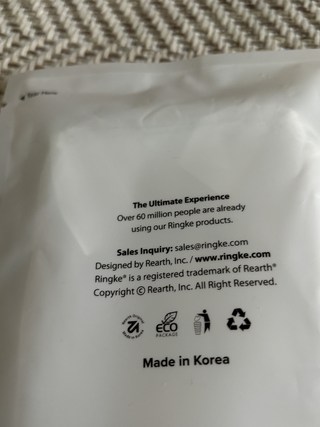 The Ultimate Experience
Over 60 million people are already
using our Ringke products.
Sales Inquiry: sales@ringke.com
Designed by Rearth, Inc. / www.ringke.com
Ringke® is a registered trademark of Rearth®
Copyright © Rearth, Inc. All Right Reserved.
ECO
PACKAGE
Made in Korea